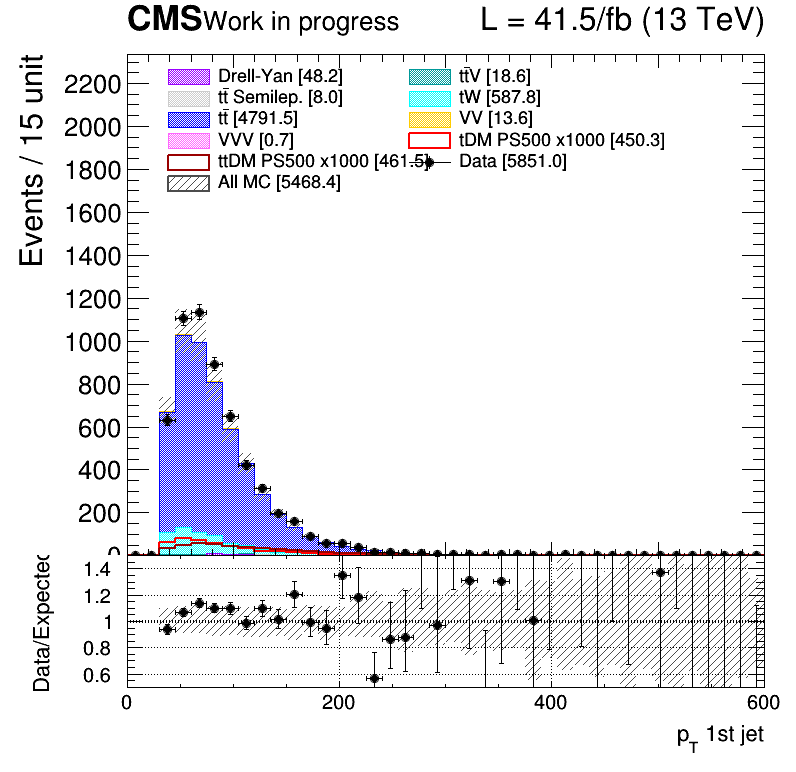 CMS Work in progress L = 41.5/fb (13 TeV)
Events / 15 unit
2200
2000
1800
1600
1400
1200
1000
800
600
400
200
0
Drell-Yan [48.2]
tt̄V [18.6]
tt̄ Semilep. [8.0]
tW [587.8]
tt̄ [4791.5]
VV [13.6]
VVV [0.7]
tDM PS500 x1000 [450.3]
ttDM PS500 x1000 [461.5]
Data [5851.0]
All MC [5468.4]
Data/Expected
1.4
1.2
1
0.8
0.6
0 200 400 600
p_T 1st jet